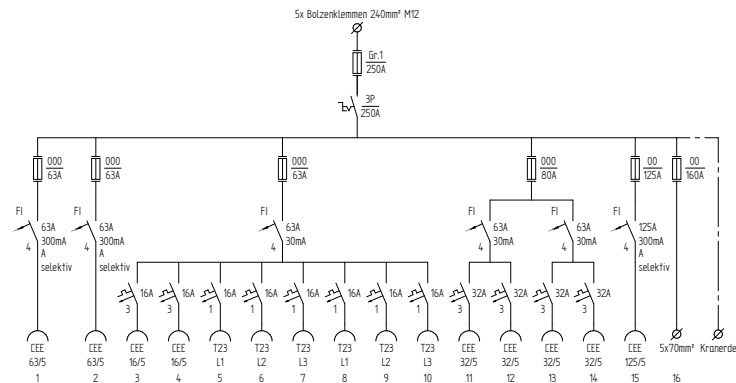 5x Bolzenklemmen 240mm² M12
Gr.1
250A
3P
250A
000
63A
000
63A
000
63A
000
80A
00
125A
00
160A
FI
63A
300mA
A
selektiv
4
FI
63A
300mA
A
selektiv
4
FI
63A
30mA
4
FI
63A
30mA
4
FI
63A
30mA
4
FI
125A
300mA
A
selektiv
4
16A
3
16A
3
16A
1
16A
1
16A
1
16A
1
16A
1
16A
1
32A
3
32A
3
32A
3
32A
3
CEE CEE CEE CEE T23 T23 T23 T23 T23 T23 CEE CEE CEE CEE CEE 5x70mm² Kranerde
63/5 63/5 16/5 16/5 L1 L2 L3 L1 L2 L3 32/5 32/5 32/5 32/5 125/5
1 2 3 4 5 6 7 8 9 10 11 12 13 14 15 16